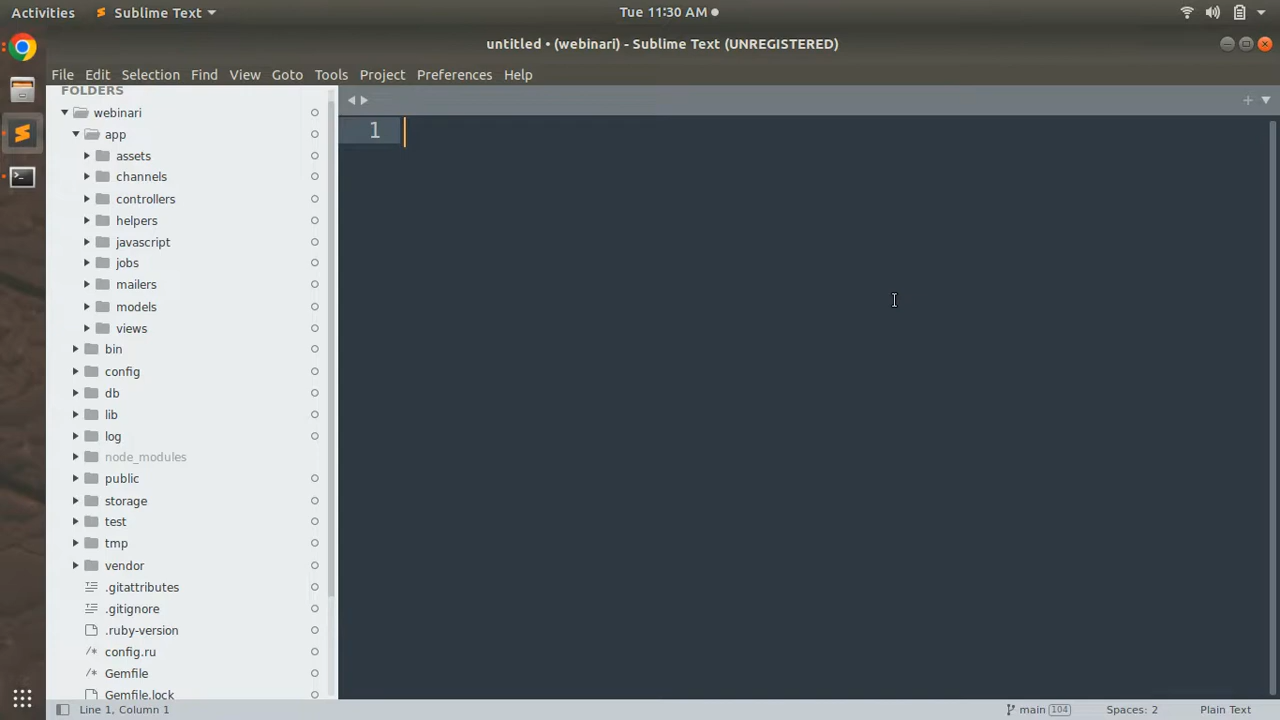 Activities Sublime Text Tue 11:30 AM
untitled • (webinari) - Sublime Text (UNREGISTERED)
File Edit Selection Find View Goto Tools Project Preferences Help
FOLDERS
webinari
app
assets
channels
controllers
helpers
javascript
jobs
mailers
models
views
bin
config
db
lib
log
node_modules
public
storage
test
tmp
vendor
.gitattributes
.gitignore
.ruby-version
/* config.ru
/* Gemfile
Gemfile.lock
1
Line 1, Column 1 main 104 Spaces: 2 Plain Text